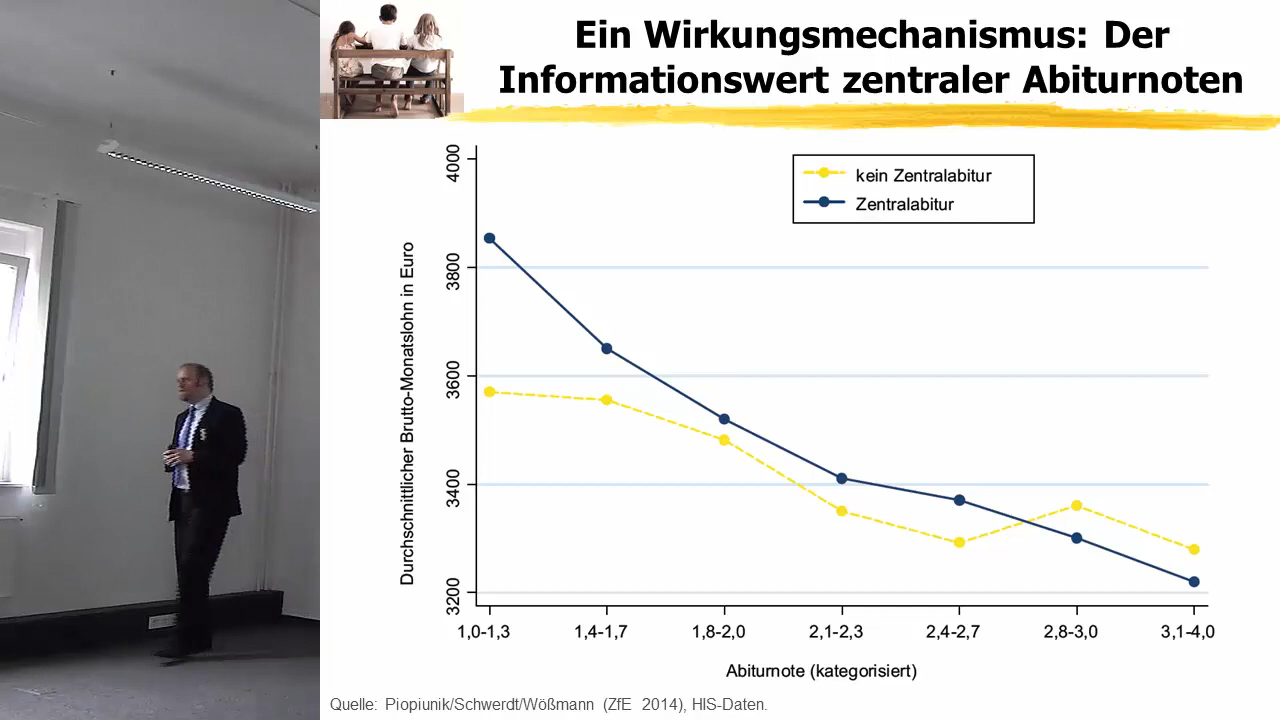 Ein Wirkungsmechanismus: Der
Informationswert zentraler Abiturnoten
kein Zentralabitur
Zentralabitur
Durchschnittlicher Brutto-Monatslohn in Euro
4000
3800
3600
3400
3200
1,0-1,3 1,4-1,7 1,8-2,0 2,1-2,3 2,4-2,7 2,8-3,0 3,1-4,0
Abiturnote (kategorisiert)
Quelle: Piopiunik/Schwerdt/Wößmann (ZfE 2014), HIS-Daten.